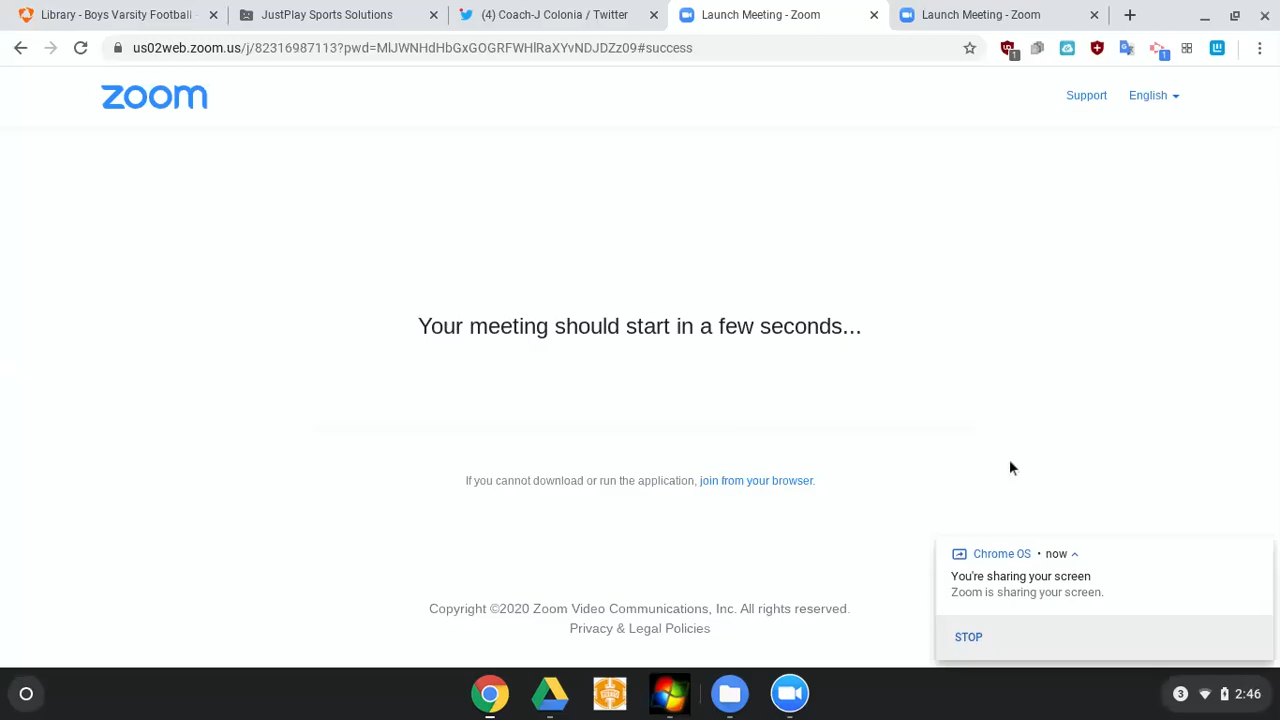 Library - Boys Varsity Football -
JustPlay Sports Solutions
(4) Coach-J Colonia / Twitter
Launch Meeting - Zoom
Launch Meeting - Zoom
us02web.zoom.us/j/82316987113?pwd=MlJWNHdHbGxGOGRFWHlRaXYvNDJDZz09#success
1
1
zoom
Support
English
Your meeting should start in a few seconds...
If you cannot download or run the application, join from your browser.
Chrome OS • now
You're sharing your screen
Zoom is sharing your screen.
STOP
Copyright ©2020 Zoom Video Communications, Inc. All rights reserved.
Privacy & Legal Policies
3
2:46